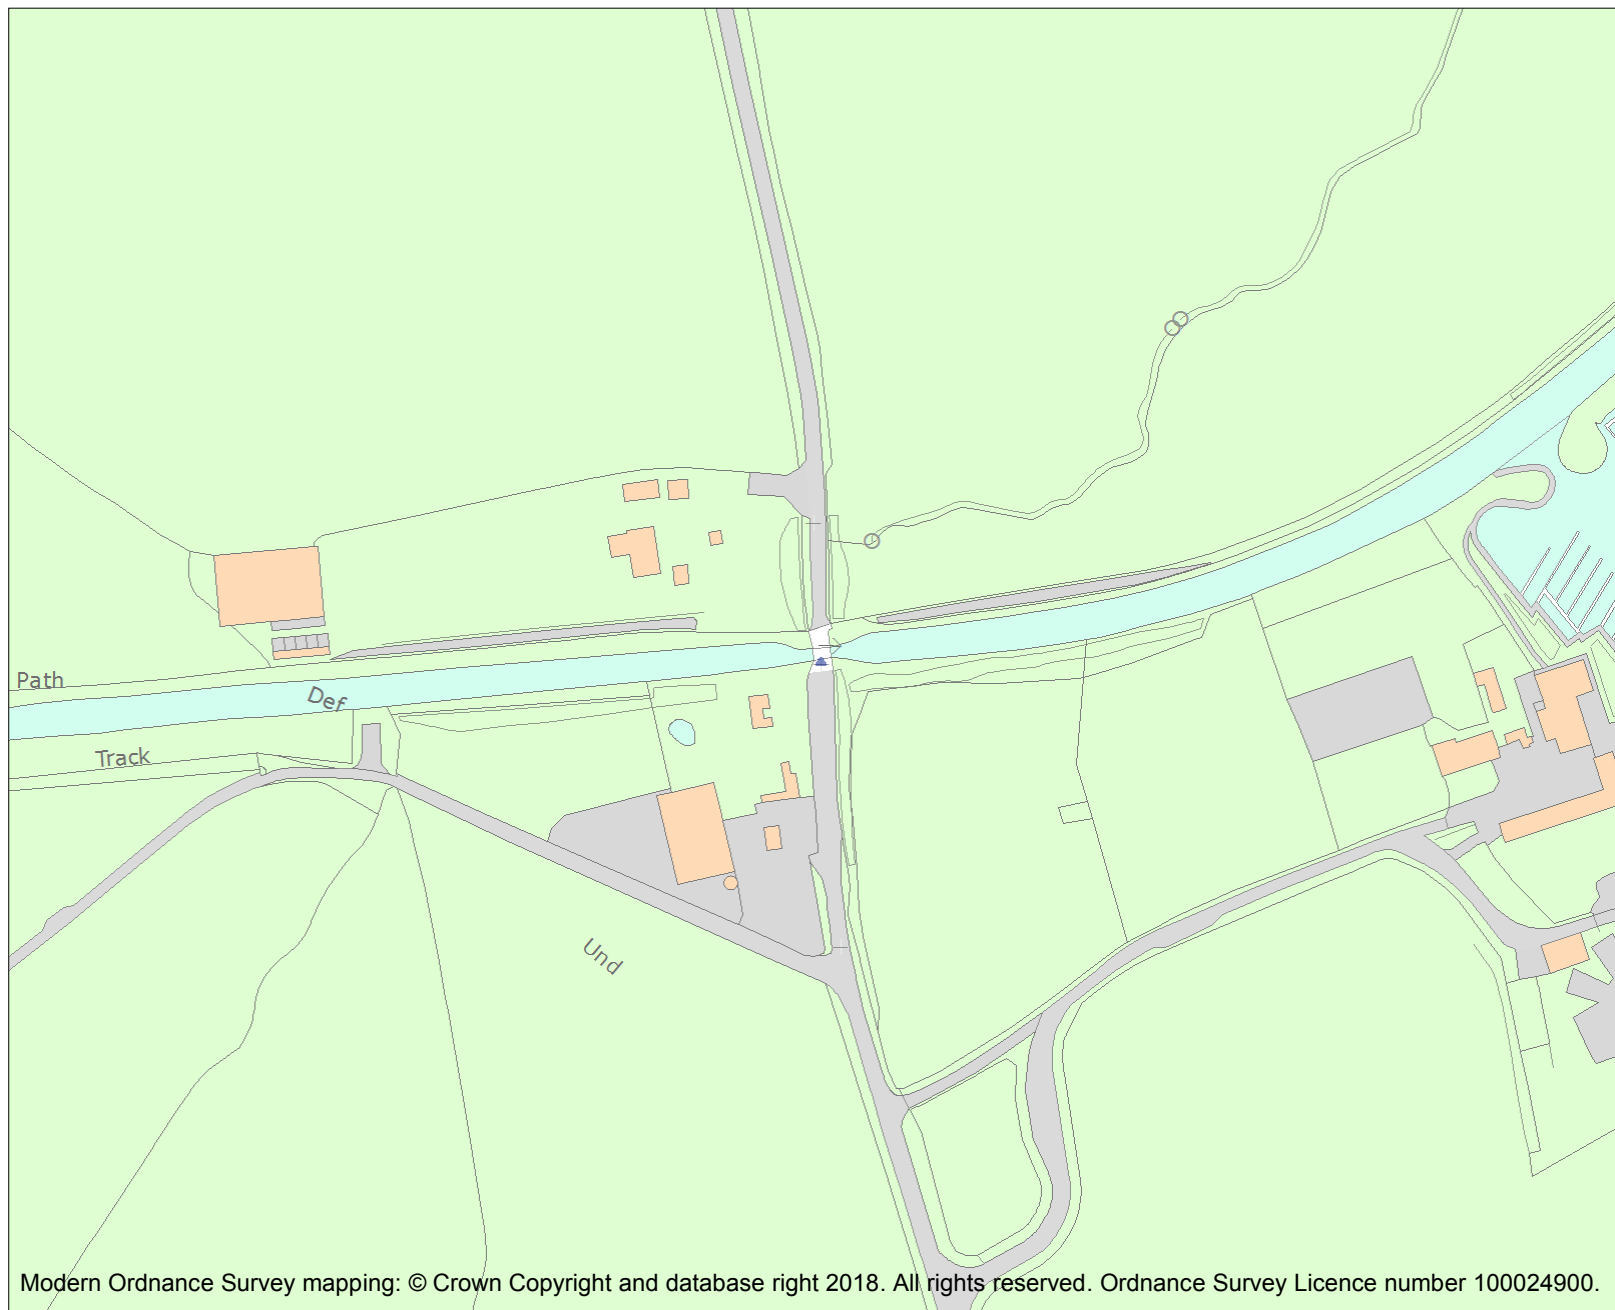 Path
Def
Track
Und
Modern Ordnance Survey mapping: © Crown Copyright and database right 2018. All rights reserved. Ordnance Survey Licence number 100024900.